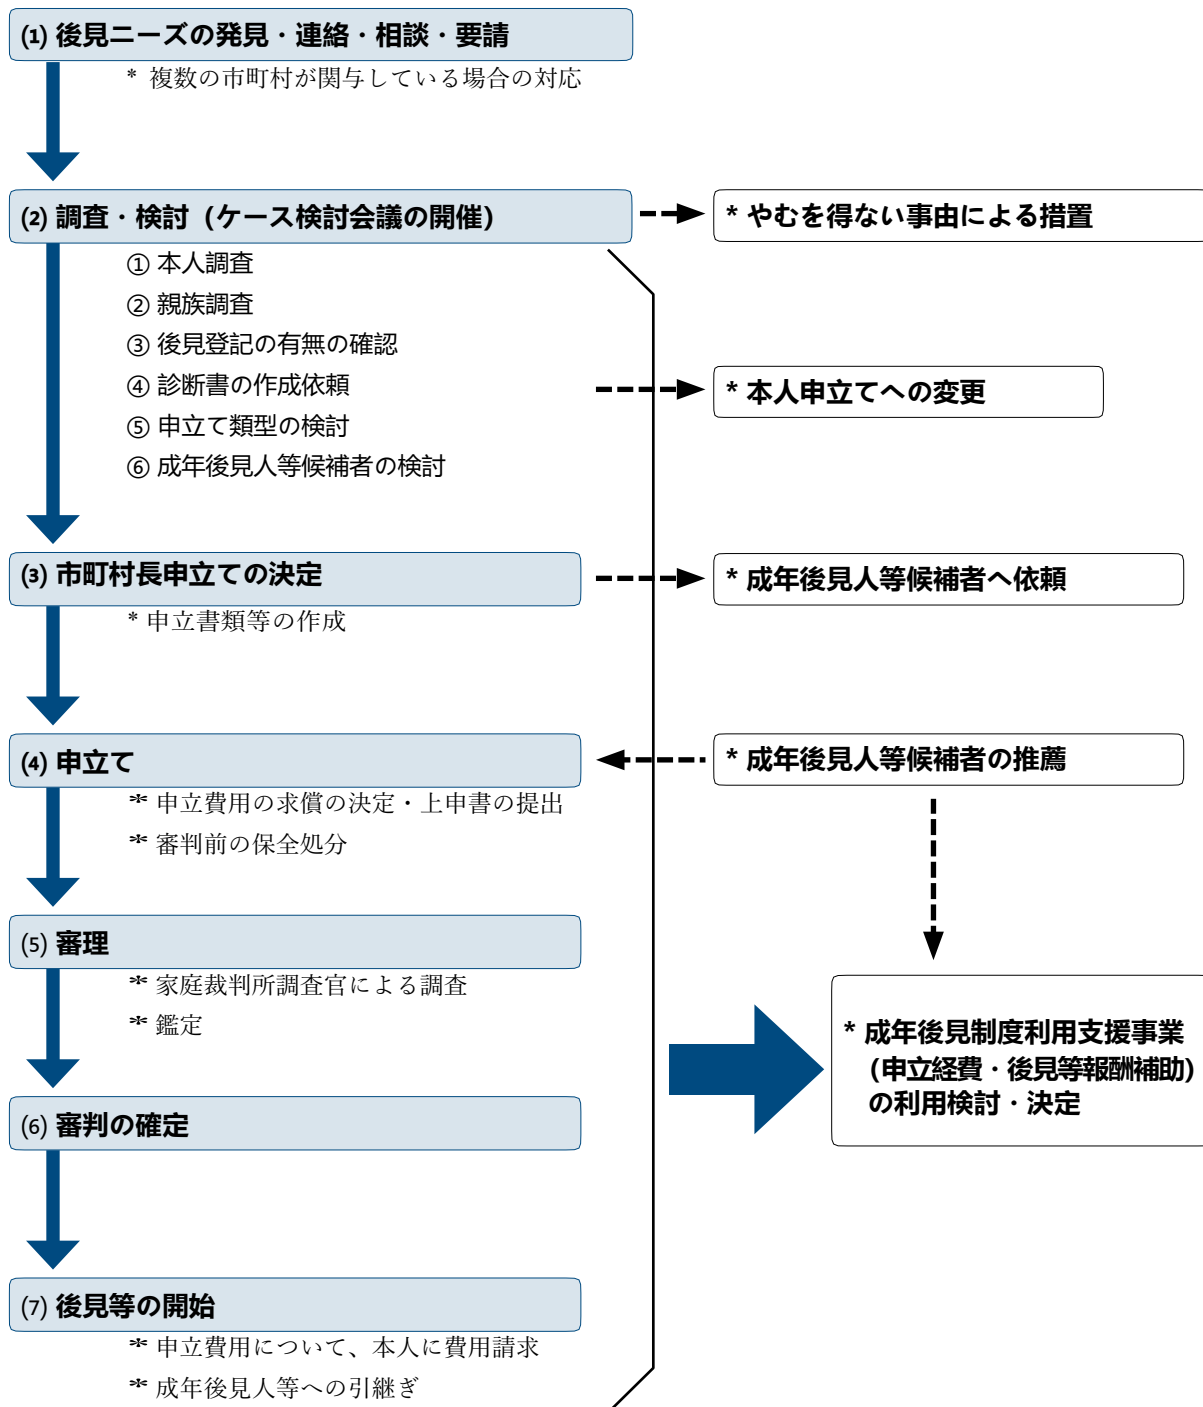 (1) 後見ニーズの発見・連絡・相談・要請
* 複数の市町村が関与している場合の対応
(2) 調査・検討（ケース検討会議の開催）
* やむを得ない事由による措置
① 本人調査
② 親族調査
③ 後見登記の有無の確認
④ 診断書の作成依頼
* 本人申立てへの変更
⑤ 申立て類型の検討
⑥ 成年後見人等候補者の検討
(3) 市町村長申立ての決定
* 成年後見人等候補者へ依頼
* 申立書類等の作成
(4) 申立て
* 成年後見人等候補者の推薦
* 申立費用の求償の決定・上申書の提出
* 審判前の保全処分
(5) 審理
* 家庭裁判所調査官による調査
* 鑑定
* 成年後見制度利用支援事業
(申立経費・後見等報酬補助)
の利用検討・決定
(6) 審判の確定
(7) 後見等の開始
* 申立費用について、本人に費用請求
* 成年後見人等への引継ぎ